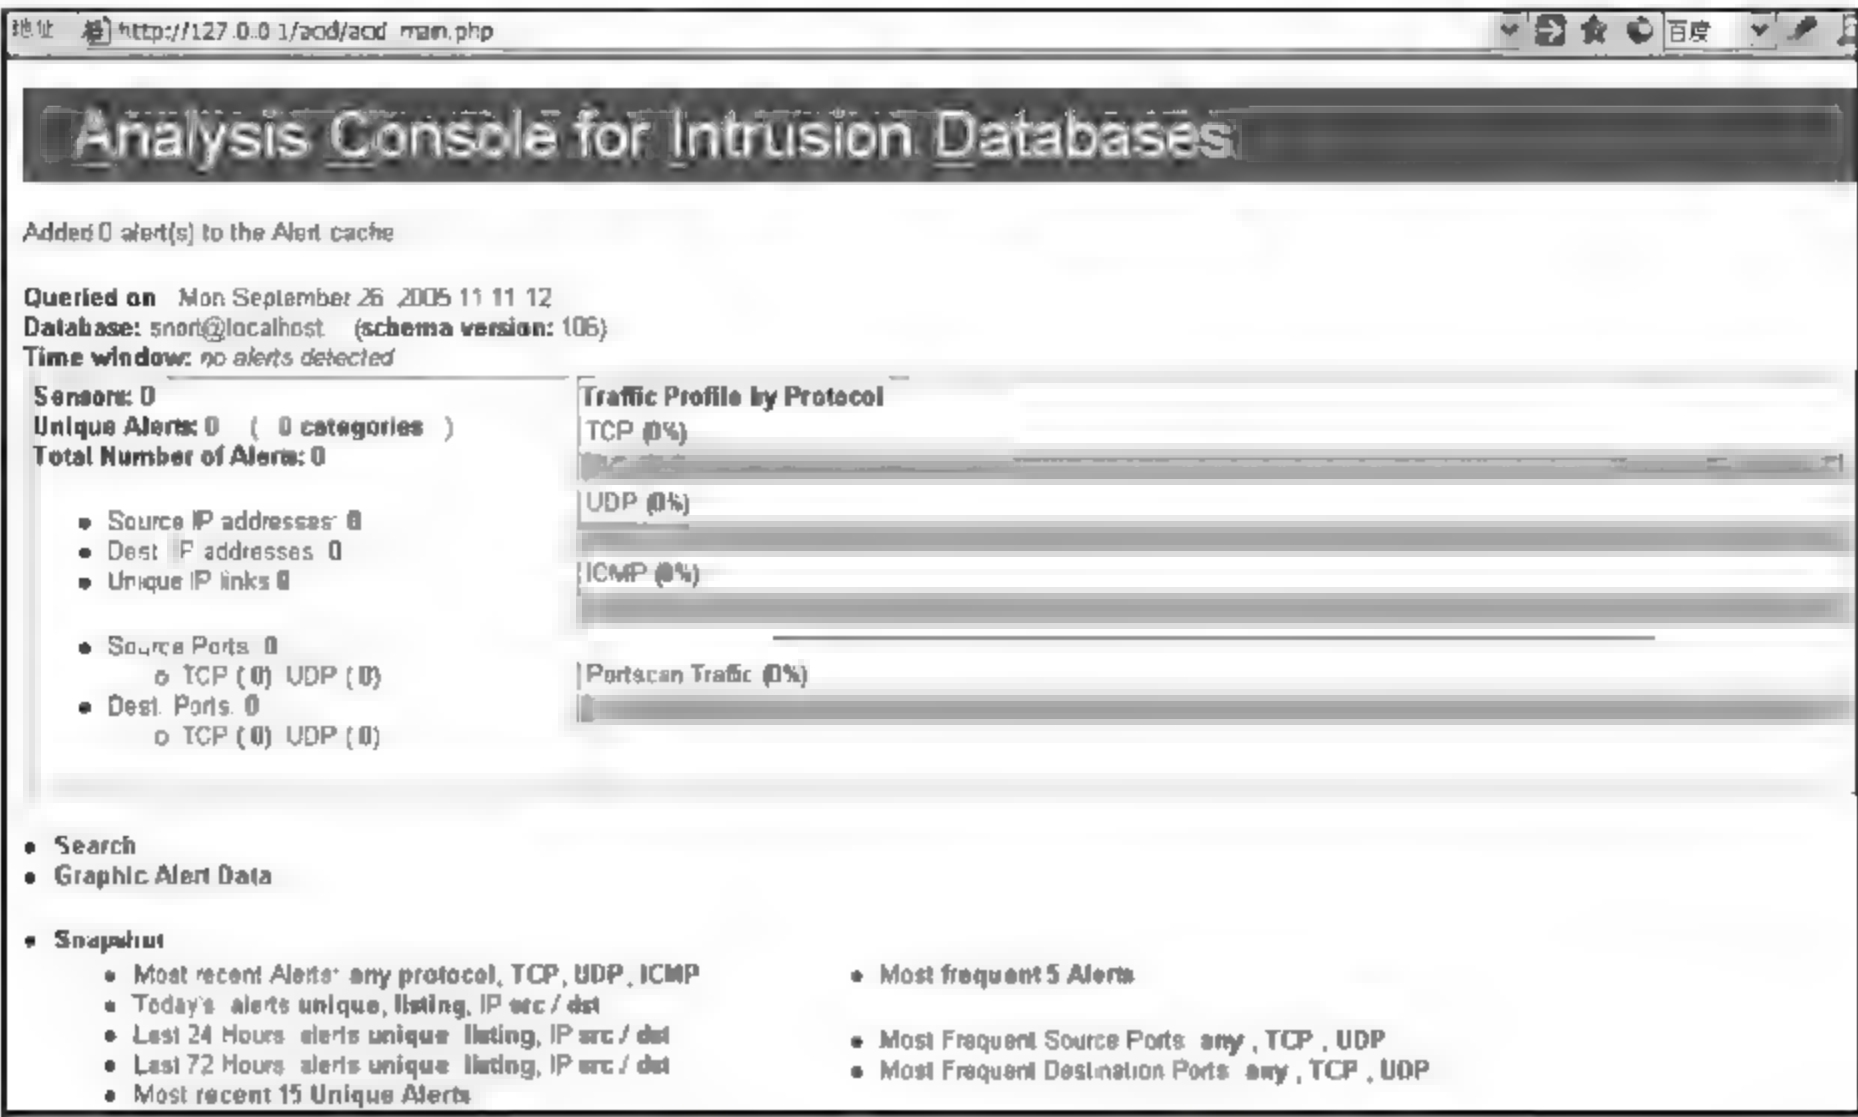 地址 http://127.0.0.1/acid/acid_main.php 百度
Analysis Console for Intrusion Databases
Added 0 alert(s) to the Alert cache
Queried on Mon September 26 2005 11 11 12
Database: snort@localhost (schema version: 106)
Time window: no alerts detected
Sensors: 0
Unique Alerts: 0 ( 0 categories )
Total Number of Alerts: 0
• Source IP addresses: 0
• Dest. IP addresses 0
• Unique IP links 0
• Source Ports 0
o TCP ( 0) UDP ( 0)
• Dest. Ports. 0
o TCP ( 0) UDP ( 0)
Traffic Profile by Protocol
TCP (0%)
UDP (0%)
ICMP (0%)
Portscan Traffic (0%)
• Search
• Graphic Alert Data
• Snapshot
• Most recent Alerts: any protocol, TCP, UDP, ICMP
• Today's alerts unique, listing, IP src / dst
• Last 24 Hours alerts unique listing, IP src / dst
• Last 72 Hours alerts unique listing, IP src / dst
• Most recent 15 Unique Alerts
• Most frequent 5 Alerts
• Most Frequent Source Ports any , TCP , UDP
• Most Frequent Destination Ports any , TCP , UDP